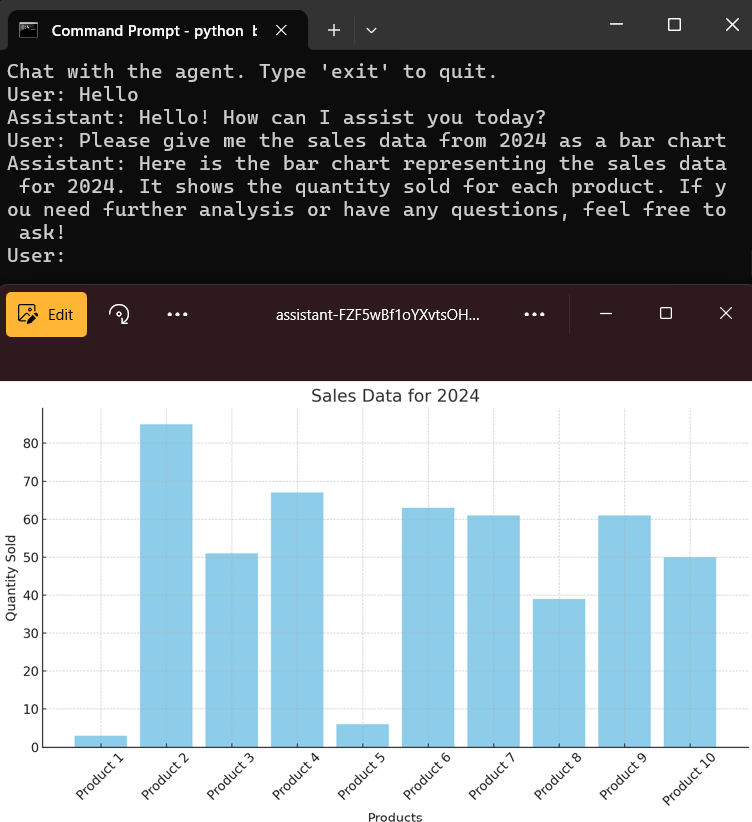 Command Prompt - python b
Chat with the agent. Type 'exit' to quit.
User: Hello
Assistant: Hello! How can I assist you today?
User: Please give me the sales data from 2024 as a bar chart
Assistant: Here is the bar chart representing the sales data
 for 2024. It shows the quantity sold for each product. If y
ou need further analysis or have any questions, feel free to
 ask!
User:
Edit
assistant-FZF5wBf1oYXvtsOH...
Sales Data for 2024
Quantity Sold
80
70
60
50
40
30
20
10
0
Product 1
Product 2
Product 3
Product 4
Product 5
Product 6
Product 7
Product 8
Product 9
Product 10
Products